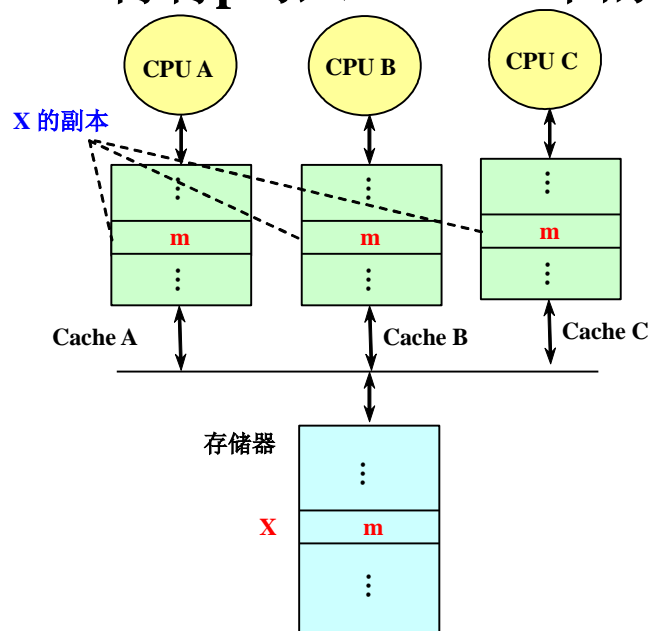 CPU A
CPU B
CPU C
X 的副本
m
m
m
Cache A
Cache B
Cache C
存储器
X
m